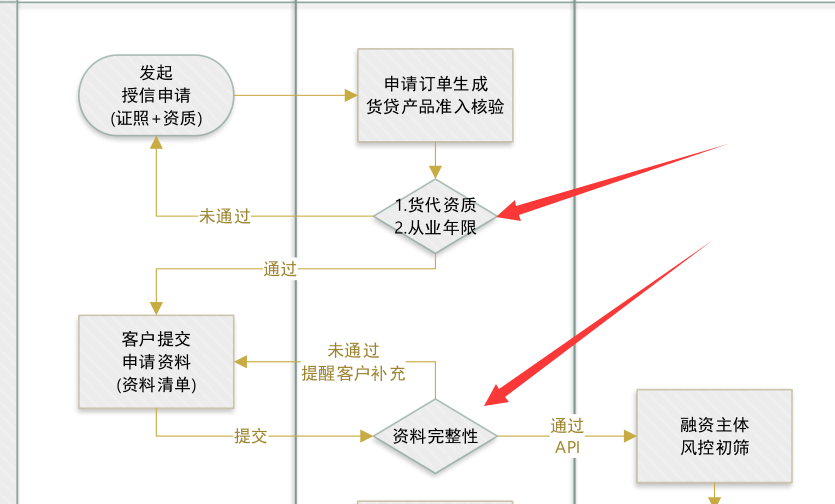 发起
授信申请
(证照+资质)
申请订单生成
货贷产品准入核验
1.货代资质
2.从业年限
未通过
通过
客户提交
申请资料
(资料清单)
未通过
提醒客户补充
提交
资料完整性
通过
API
融资主体
风控初筛